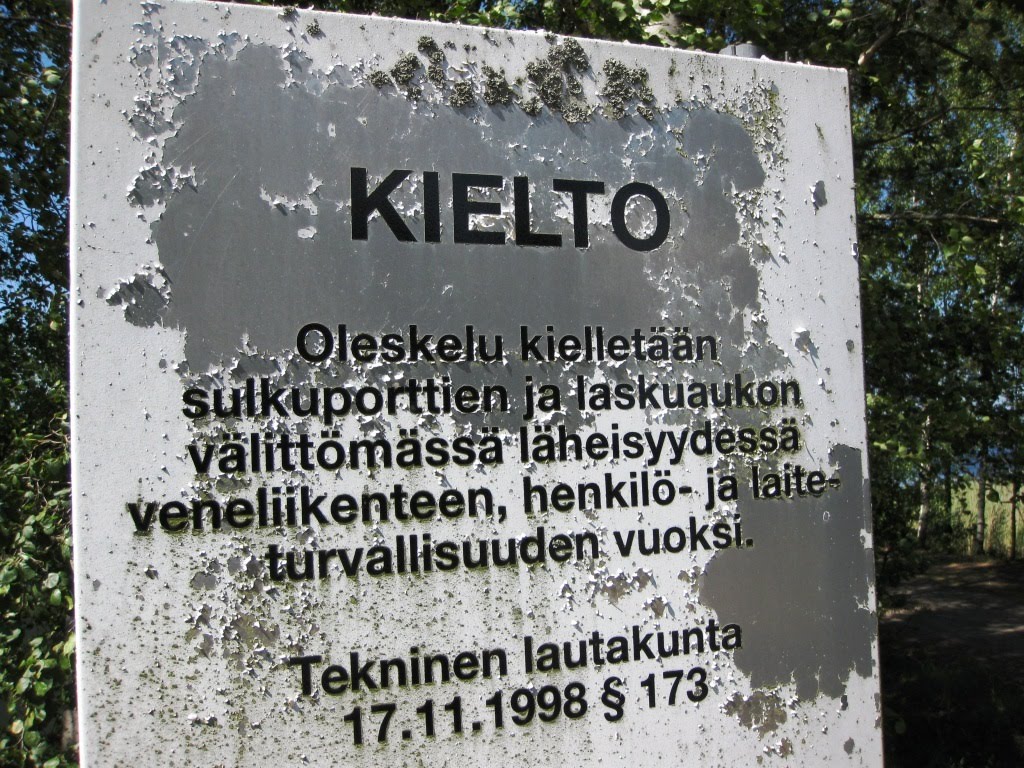 KIELTO
Oleskelu kielletään
sulkuporttien ja laskuaukon
välittömässä läheisyydessä
veneliikenteen, henkilö- ja laite-
turvallisuuden vuoksi.
Tekninen lautakunta
17.11.1998 § 173